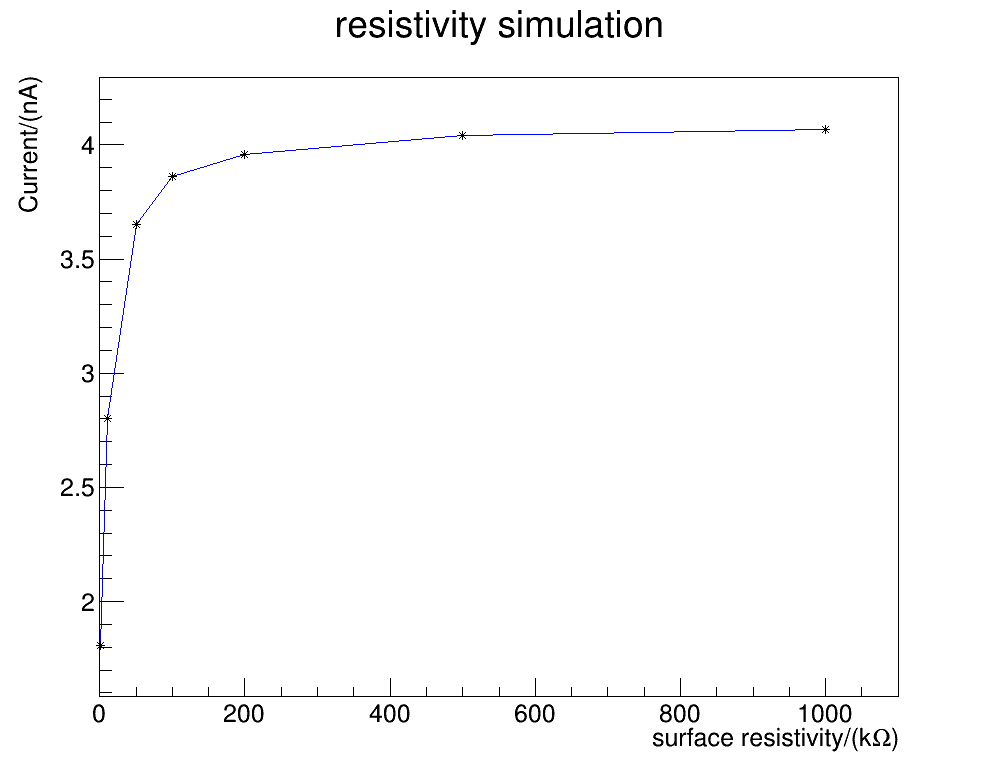 resistivity simulation
Current/(nA)
4
3.5
3
2.5
2
0 200 400 600 800 1000
surface resistivity/(kΩ)